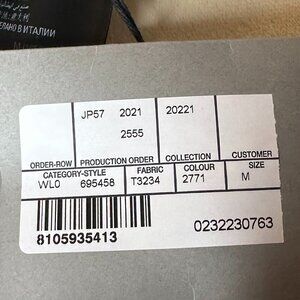 ДЕЛАНО В ИТАЛИИ
JP57 2021 20221
2555
ORDER-ROW PRODUCTION ORDER COLLECTION CUSTOMER
CATEGORY-STYLE FABRIC COLOUR SIZE
WL0 695458 T3234 2771 M
8105935413
0232230763